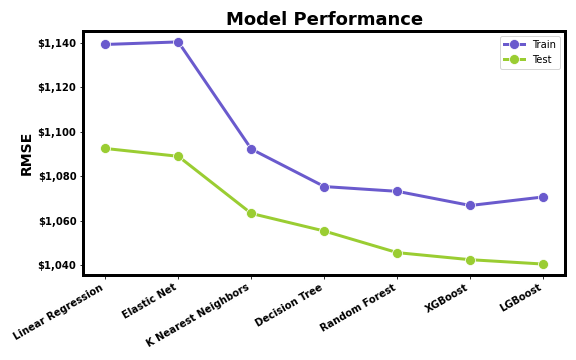 Model Performance
RMSE
$1,140
$1,120
$1,100
$1,080
$1,060
$1,040
Train
Test
Linear Regression
Elastic Net
K Nearest Neighbors
Decision Tree
Random Forest
XGBoost
LGBoost